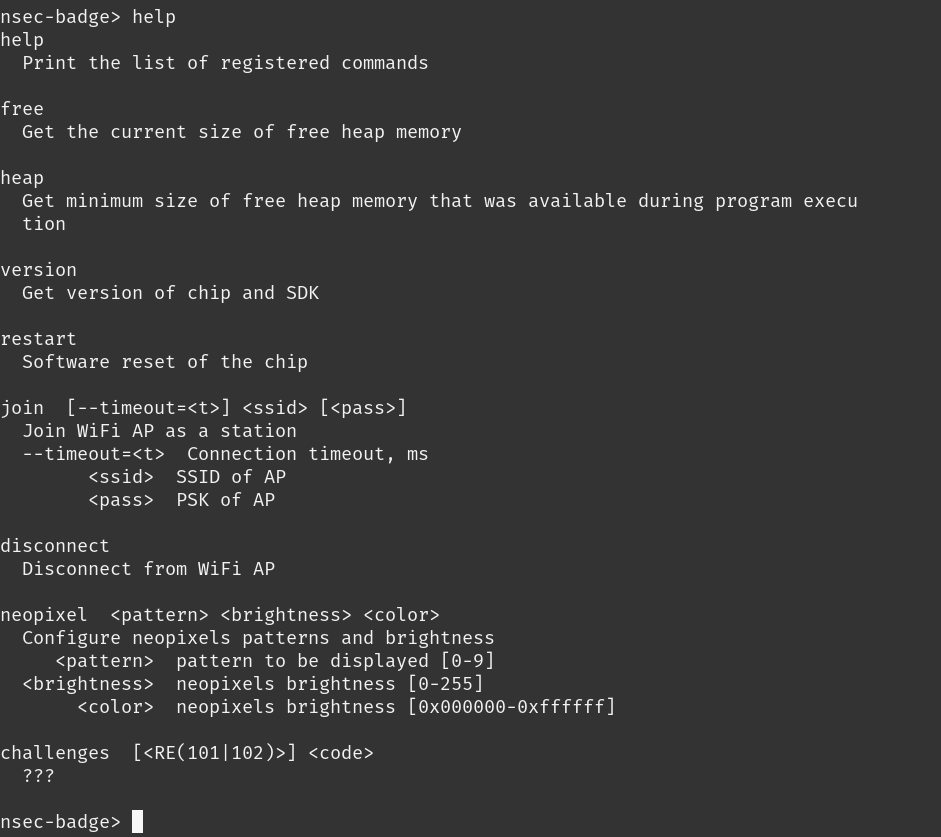 nsec-badge> help
help
  Print the list of registered commands

free
  Get the current size of free heap memory

heap
  Get minimum size of free heap memory that was available during program execu
  tion

version
  Get version of chip and SDK

restart
  Software reset of the chip

join  [--timeout=<t>] <ssid> [<pass>]
  Join WiFi AP as a station
  --timeout=<t>  Connection timeout, ms
        <ssid>  SSID of AP
        <pass>  PSK of AP

disconnect
  Disconnect from WiFi AP

neopixel  <pattern> <brightness> <color>
  Configure neopixels patterns and brightness
     <pattern>  pattern to be displayed [0-9]
  <brightness>  neopixels brightness [0-255]
       <color>  neopixels brightness [0x000000-0xffffff]

challenges  [<RE(101|102)>] <code>
  ???

nsec-badge>